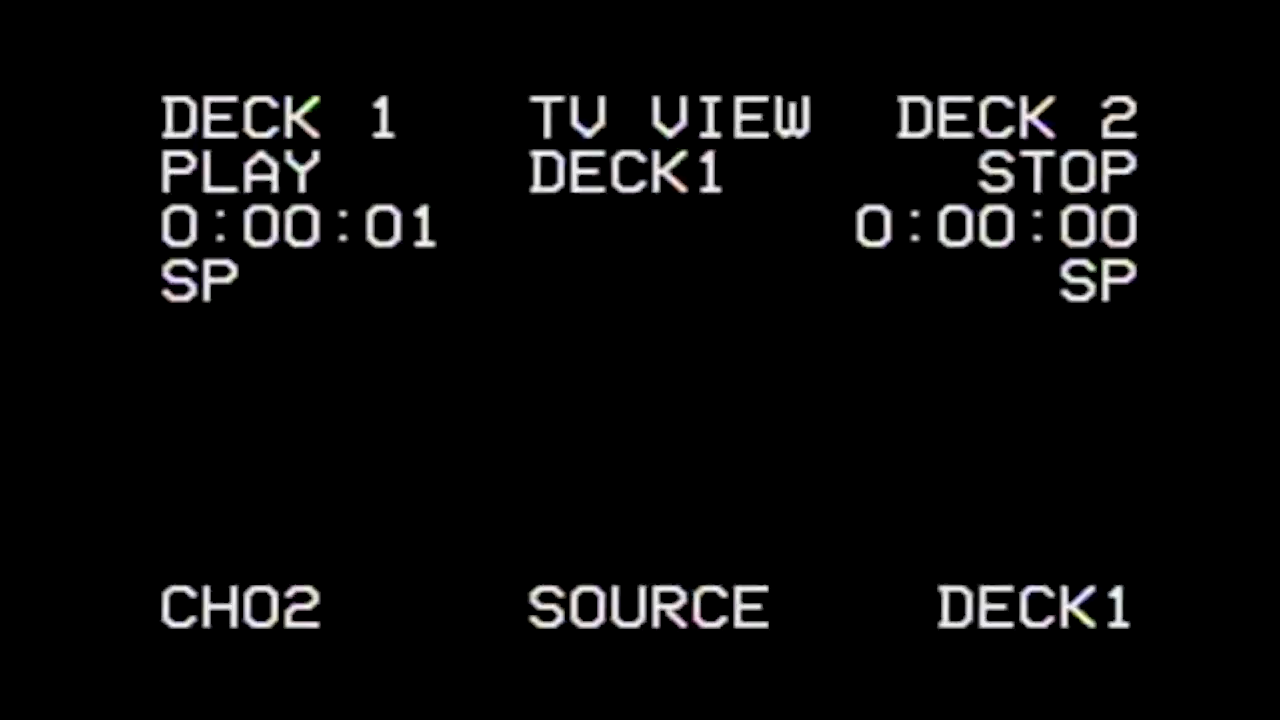 DECK 1 TV VIEW DECK 2
PLAY DECK1 STOP
0:00:01 0:00:00
SP SP
CH02 SOURCE DECK1